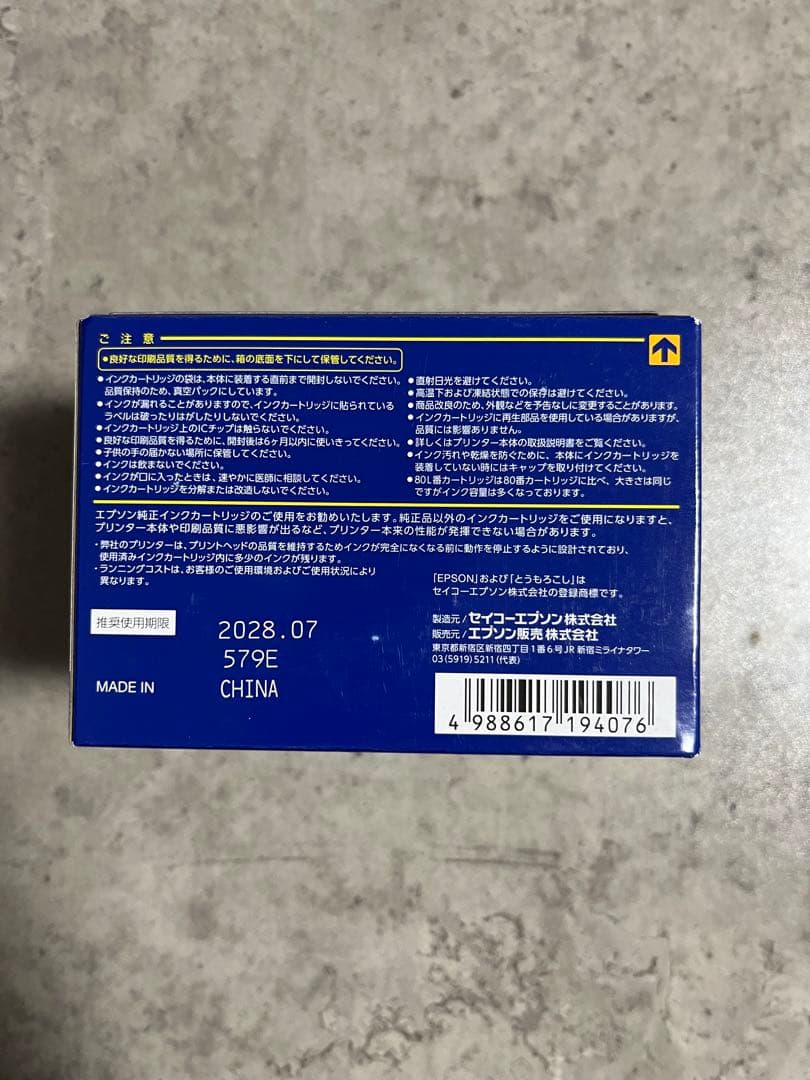 ご注意
●良好な印刷品質を得るために、箱の底面を下にして保管してください。
●インクカートリッジの袋は、本体に装着する直前まで開封しないでください。
品質保持のため、真空パックにしています。
●インクが漏れることがありますので、インクカートリッジに貼られている
ラベルは破ったりはがしたりしないでください。
●インクカートリッジ上のICチップは触らないでください。
●良好な印刷品質を得るために、開封後は6ヶ月以内に使いきってください。
●子供の手の届かない場所に保管してください。
●インクは飲まないでください。
●インクが口に入ったときは、速やかに医師に相談してください。
●インクカートリッジを分解または改造しないでください。
●直射日光を避けてください。
●高温下および凍結状態での保存は避けてください。
●商品改良のため、外観などを予告なしに変更することがあります。
●インクカートリッジに再生部品を使用している場合がありますが、
品質には影響ありません。
●詳しくはプリンター本体の取扱説明書をご覧ください。
●インク汚れや乾燥を防ぐために、本体にインクカートリッジを
装着していない時にはキャップを取り付けてください。
●80L番カートリッジは80番カートリッジに比べ、大きさは同じ
ですがインク容量は多くなっております。
エプソン純正インクカートリッジのご使用をお勧めいたします。純正品以外のインクカートリッジをご使用になりますと、
プリンター本体や印刷品質に悪影響が出るなど、プリンター本来の性能が発揮できない場合があります。
・弊社のプリンターは、プリントヘッドの品質を維持するためインクが完全になくなる前に動作を停止するように設計されており、
使用済みインクカートリッジ内に多少のインクが残ります。
・ランニングコストは、お客様のご使用環境およびご使用状況により
異なります。
「EPSON」および「とうもろこし」は
セイコーエプソン株式会社の登録商標です。
推奨使用期限
2028.07
579E
MADE IN CHINA
製造元/セイコーエプソン株式会社
販売元/エプソン販売 株式会社
東京都新宿区新宿四丁目1番6号 JR新宿ミライナタワー
03(5919)5211(代表)
4 988617 194076